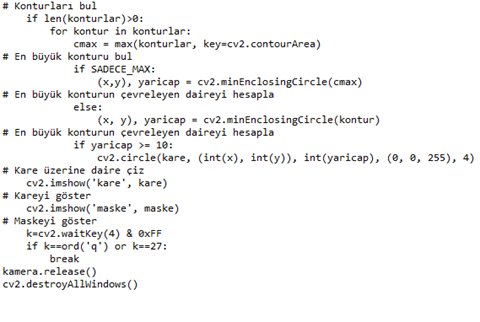 # Konturları bul
    if len(konturlar)>0:
        for kontur in konturlar:
            cmax = max(konturlar, key=cv2.contourArea)
# En büyük konturu bul
            if SADECE_MAX:
                (x,y), yaricap = cv2.minEnclosingCircle(cmax)
# En büyük konturun çevreleyen daireyi hesapla
            else:
                (x, y), yaricap = cv2.minEnclosingCircle(kontur)
# En büyük konturun çevreleyen daireyi hesapla
            if yaricap >= 10:
                cv2.circle(kare, (int(x), int(y)), int(yaricap), (0, 0, 255), 4)
# Kare üzerine daire çiz
    cv2.imshow('kare', kare)
# Kareyi göster
    cv2.imshow('maske', maske)
# Maskeyi göster
    k=cv2.waitKey(4) & 0xFF
    if k==ord('q') or k==27:
        break
kamera.release()
cv2.destroyAllWindows()